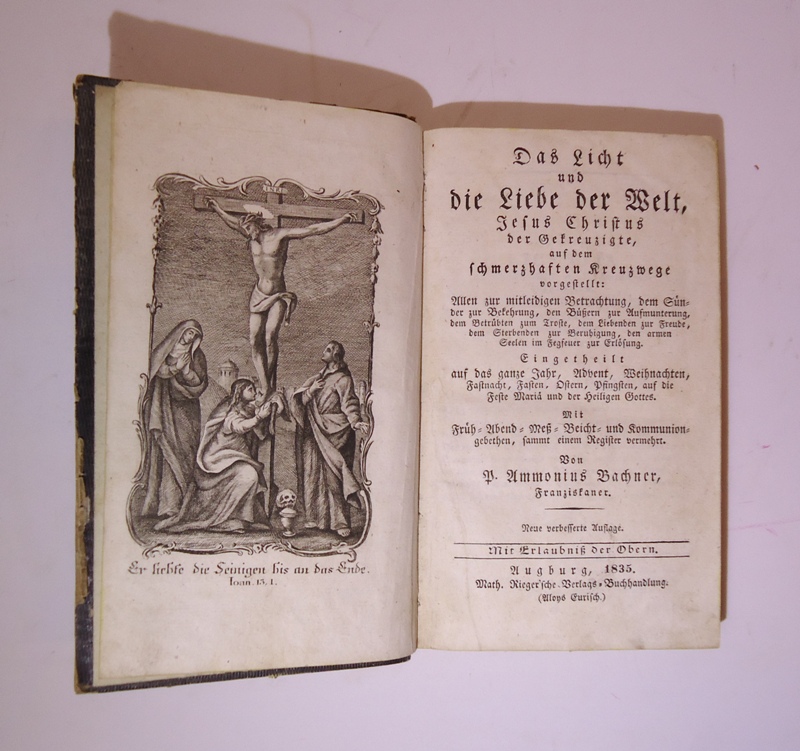 INRI
Er liebte die Seinigen bis an das Ende.
Ioan. 13. 1.
Das Licht
und
die Liebe der Welt,
Jesus Christus
der Gekreuzigte,
auf dem
schmerzhaften Kreuzwege
vorgestellt:
Allen zur mitleidigen Betrachtung, dem Sün-
der zur Bekehrung, den Büßern zur Aufmunterung,
dem Betrübten zum Troste, dem Liebenden zur Freude,
dem Sterbenden zur Beruhigung, den armen
Seelen im Fegfeuer zur Erlösung.
Eingetheilt
auf das ganze Jahr, Advent, Weihnachten,
Fastnacht, Fasten, Ostern, Pfingsten, auf die
Feste Mariä und der Heiligen Gottes.
Mit
Früh- Abend- Meß- Beicht- und Kommunion-
gebethen, sammt einem Register vermehrt.
Von
P. Ammonius Bachner,
Franziskaner.
Neue verbesserte Auflage.
Mit Erlaubniß der Obern.
Augburg, 1835.
Math. Rieger'sche Verlags-Buchhandlung.
(Aloys Eurisch.)